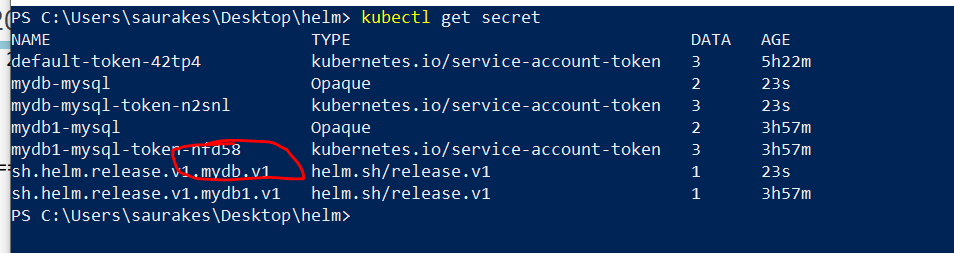 PS C:\Users\saurakes\Desktop\helm> kubectl get secret
NAME TYPE DATA AGE
default-token-42tp4 kubernetes.io/service-account-token 3 5h22m
mydb-mysql Opaque 2 23s
mydb-mysql-token-n2snl kubernetes.io/service-account-token 3 23s
mydb1-mysql Opaque 2 3h57m
mydb1-mysql-token-nfd58 kubernetes.io/service-account-token 3 3h57m
sh.helm.release.v1.mydb.v1 helm.sh/release.v1 1 23s
sh.helm.release.v1.mydb1.v1 helm.sh/release.v1 1 3h57m
PS C:\Users\saurakes\Desktop\helm>